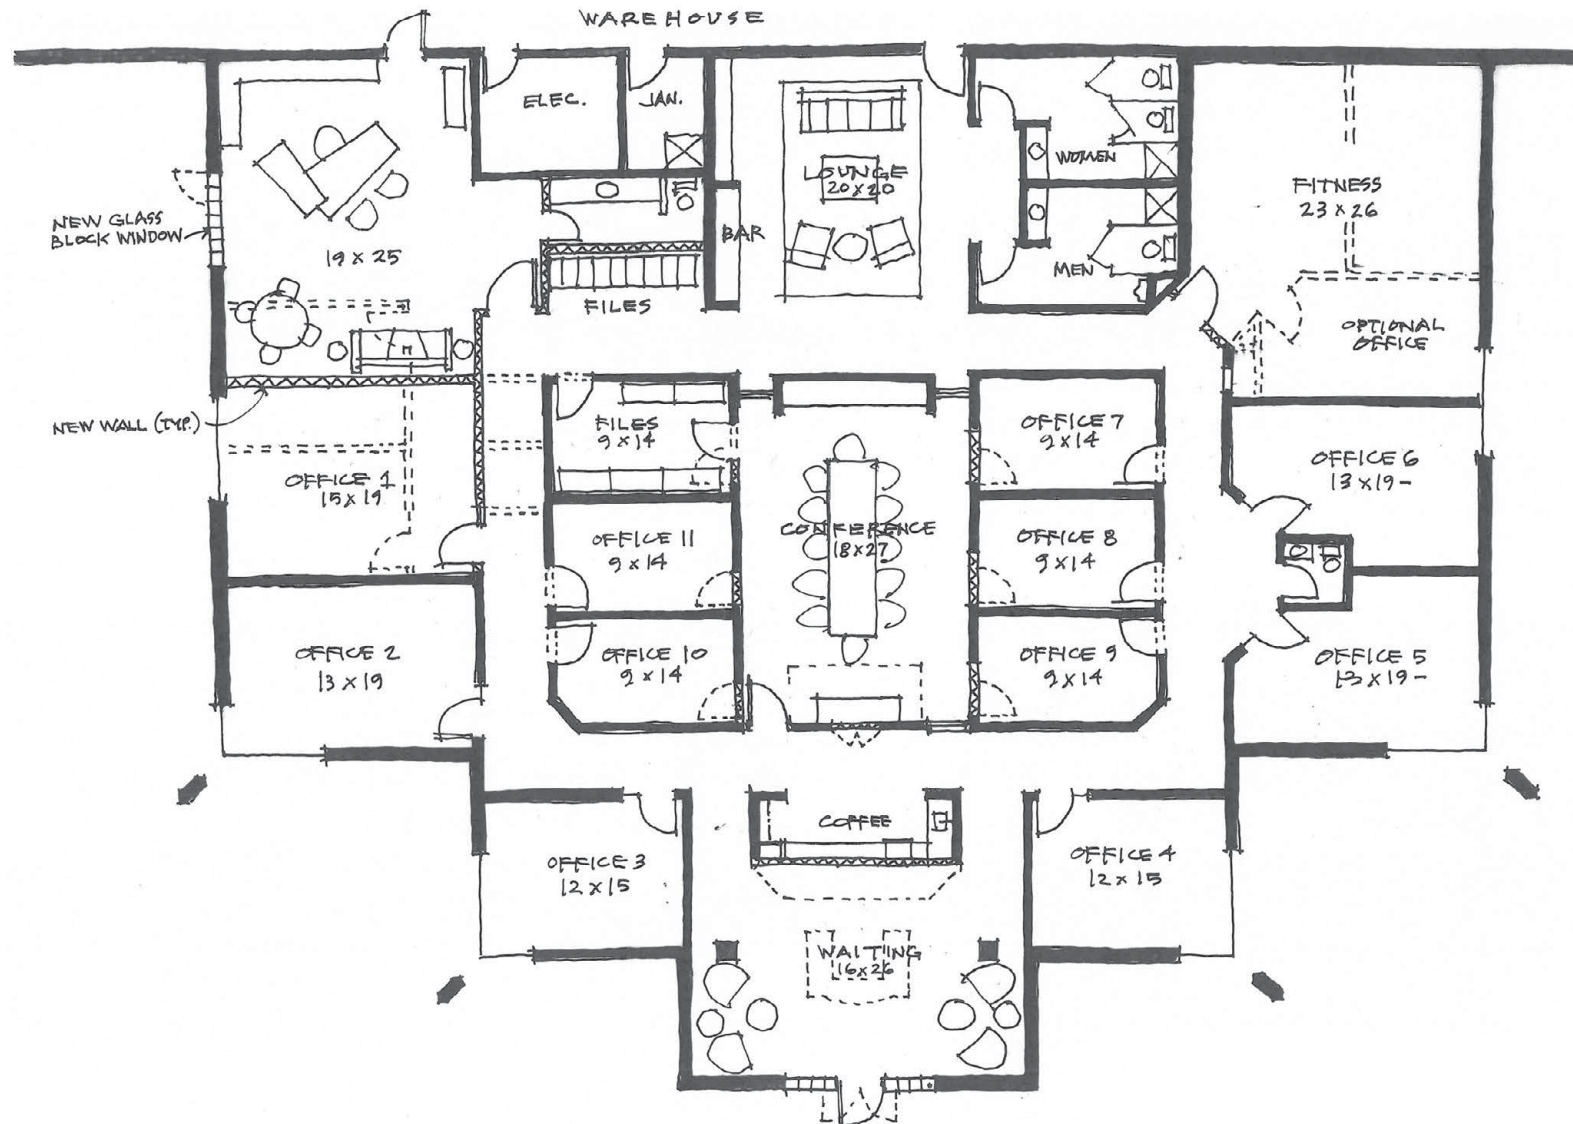 WAREHOUSE
ELEC.
JAN.
LOUNGE
20 X 20
WOMEN
FITNESS
23 X 26
NEW GLASS
BLOCK WINDOW
19 X 25
BAR
MEN
FILES
OPTIONAL
OFFICE
NEW WALL (TYP.)
FILES
9 X 14
OFFICE 7
9 X 14
OFFICE 1
15 X 19
OFFICE 6
13 X 19-
OFFICE 11
9 X 14
CONFERENCE
18 X 27
OFFICE 8
9 X 14
OFFICE 2
13 X 19
OFFICE 10
9 X 14
OFFICE 9
9 X 14
OFFICE 5
13 X 19-
COFFEE
OFFICE 3
12 X 15
OFFICE 4
12 X 15
WAITING
16 X 26